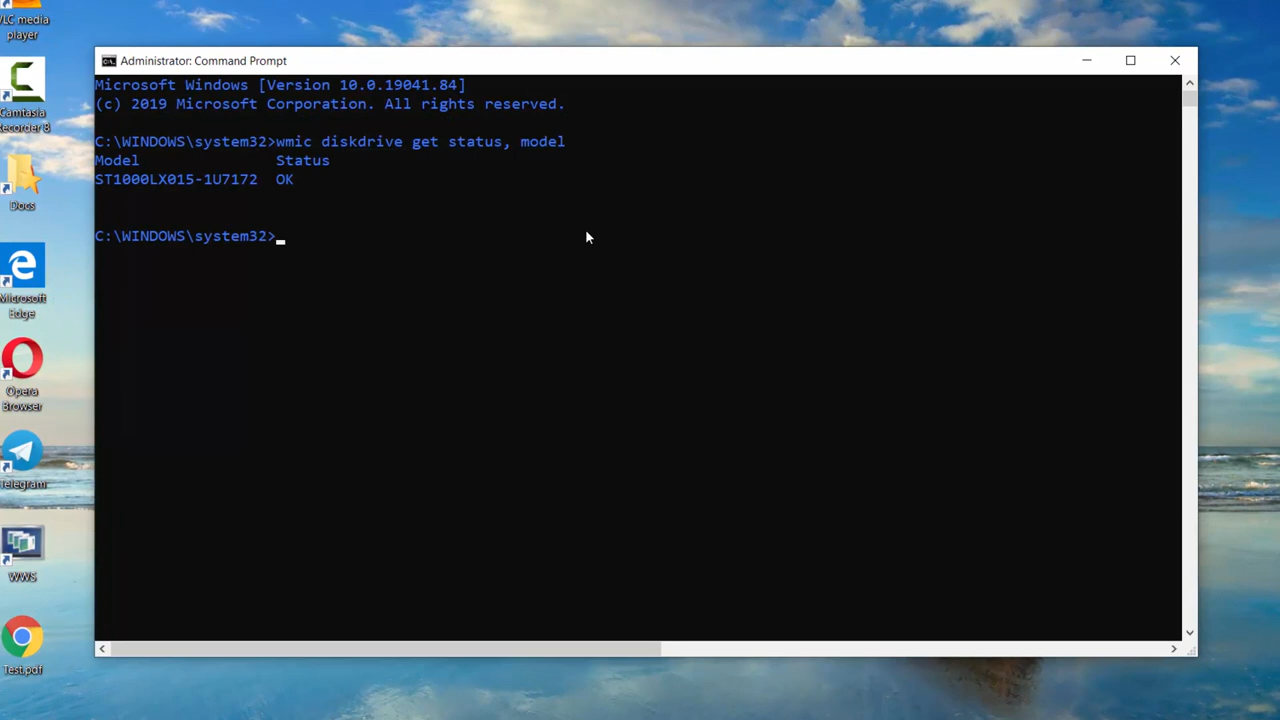 VLC media
player
Camtasia
Recorder 8
Docs
Microsoft
Edge
Opera
Browser
Telegram
WWS
Test.pdf
Administrator: Command Prompt
Microsoft Windows [Version 10.0.19041.84]
(c) 2019 Microsoft Corporation. All rights reserved.
C:\WINDOWS\system32>wmic diskdrive get status, model
Model Status
ST1000LX015-1U7172 OK
C:\WINDOWS\system32>